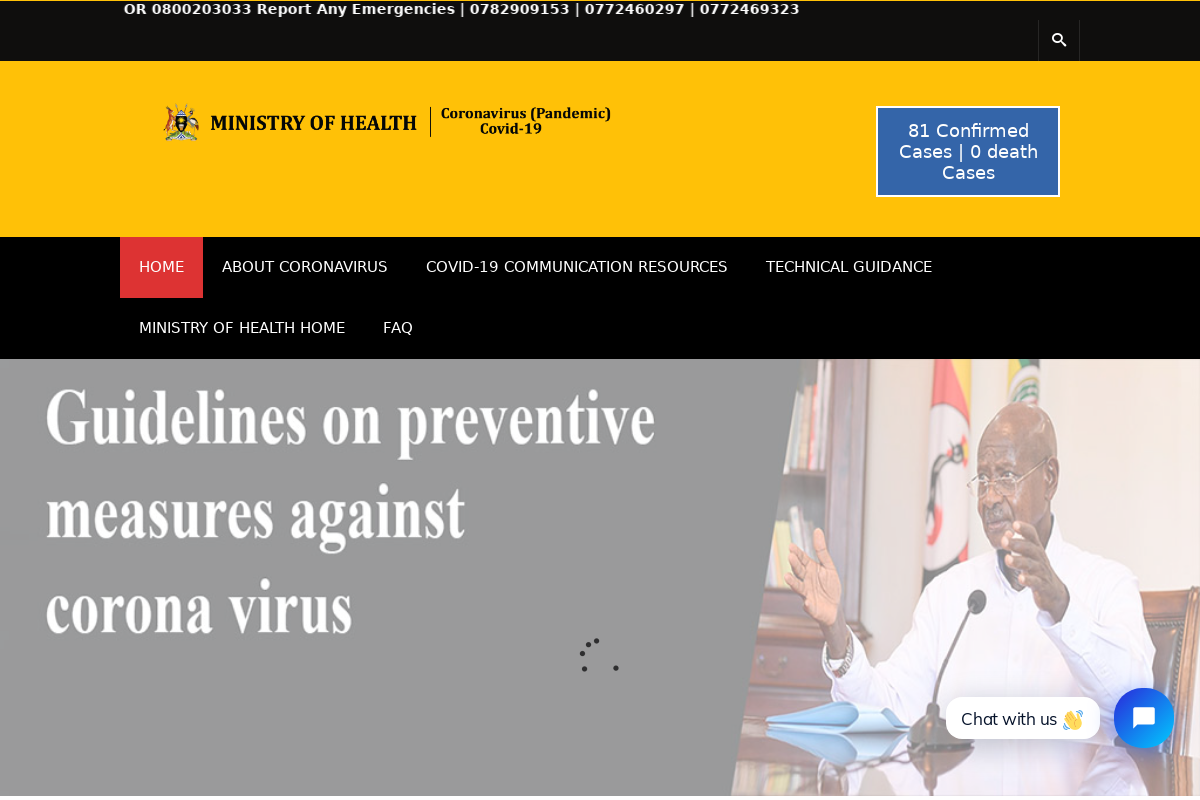 OR 0800203033 Report Any Emergencies | 0782909153 | 0772460297 | 0772469323
MINISTRY OF HEALTH
Coronavirus (Pandemic)
Covid-19
81 Confirmed
Cases | 0 death
Cases
HOME
ABOUT CORONAVIRUS
COVID-19 COMMUNICATION RESOURCES
TECHNICAL GUIDANCE
MINISTRY OF HEALTH HOME
FAQ
Guidelines on preventive
measures against
corona virus
Chat with us 👋